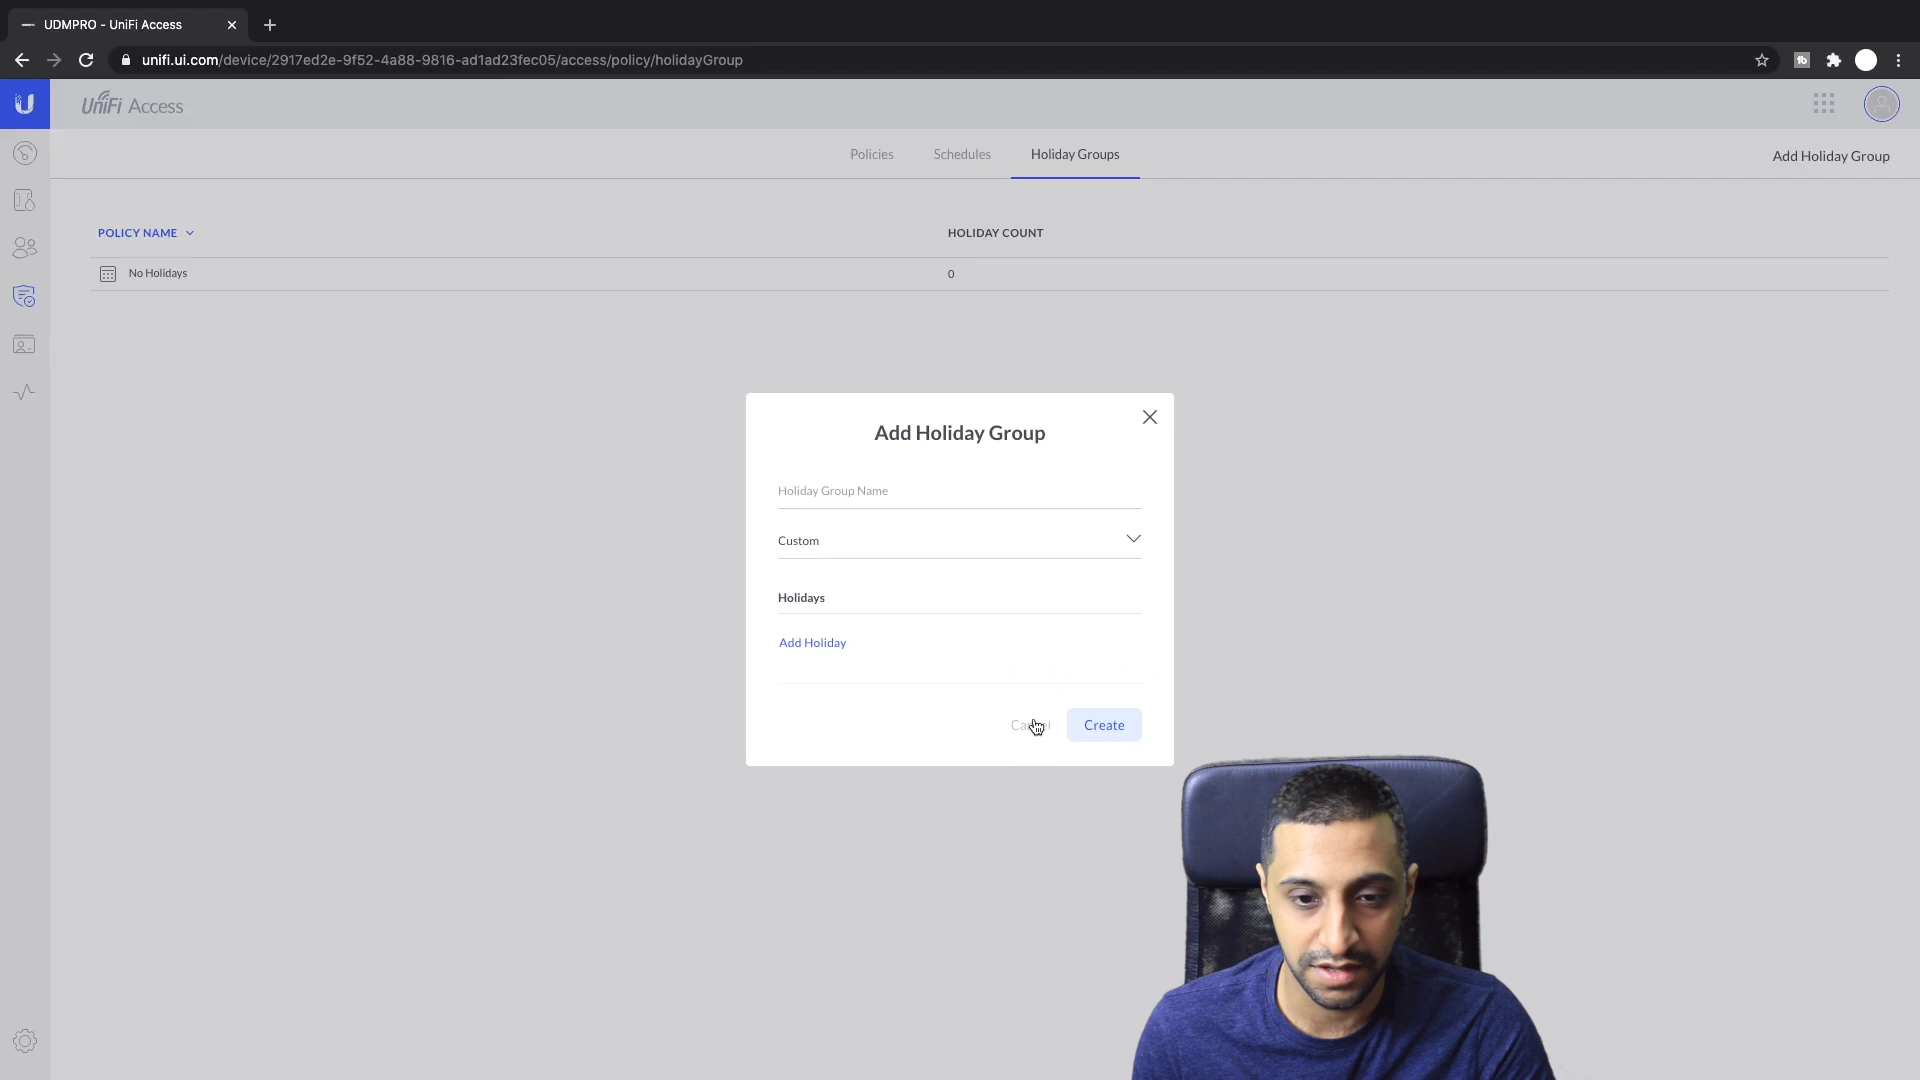 UDMPRO - UniFi Access
unifi.ui.com/device/2917ed2e-9f52-4a88-9816-ad1ad23fec05/access/policy/holidayGroup
UniFi Access
Policies
Schedules
Holiday Groups
Add Holiday Group
POLICY NAME
HOLIDAY COUNT
No Holidays
0
Add Holiday Group
Holiday Group Name
Custom
Holidays
Add Holiday
Cancel
Create